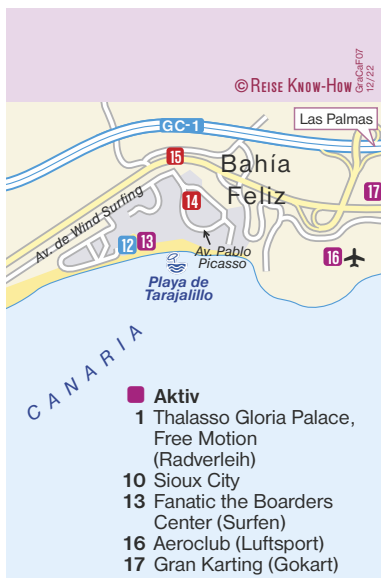 © REISE KNOW-HOW
GraCaF07
12/22
GC-1
Las Palmas
15
Bahía
Feliz
17
14
Av. de Wind Surfing
12
13
Av. Pablo
Picasso
16
Playa de
Tarajalillo
CANARIA
Aktiv
1 Thalasso Gloria Palace,
Free Motion
(Radverleih)
10 Sioux City
13 Fanatic the Boarders
Center (Surfen)
16 Aeroclub (Luftsport)
17 Gran Karting (Gokart)